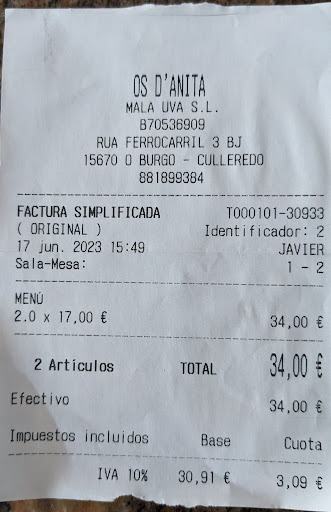 OS D'ANITA
MALA UVA S.L.
B70536909
RUA FERROCARRIL 3 BJ
15670 O BURGO - CULLEREDO
881899384
FACTURA SIMPLIFICADA T000101-30933
( ORIGINAL ) Identificador: 2
17 jun. 2023 15:49 JAVIER
Sala-Mesa: 1 - 2
MENÚ
2.0 x 17,00 € 34,00 €
2 Artículos TOTAL 34,00 €
Efectivo 34,00 €
Impuestos incluidos Base Cuota
IVA 10% 30,91 € 3,09 €